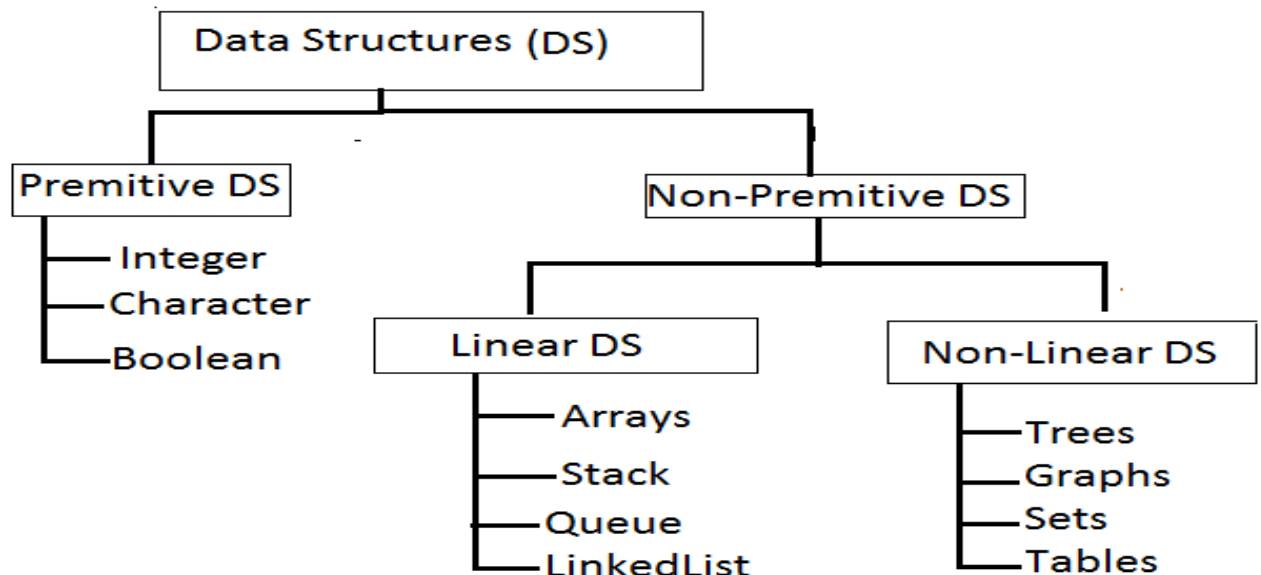 Data Structures (DS)
Premitive DS
Integer
Character
Boolean
Non-Premitive DS
Linear DS
Arrays
Stack
Queue
LinkedList
Non-Linear DS
Trees
Graphs
Sets
Tables